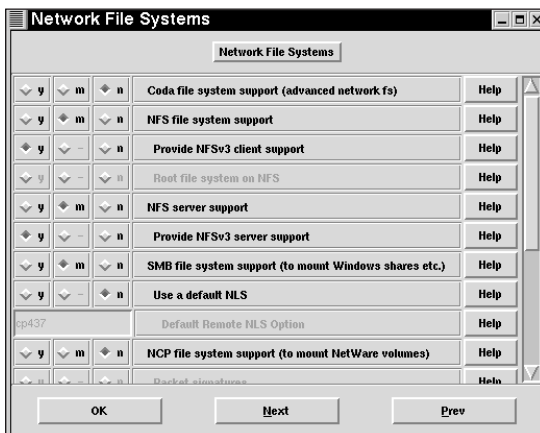 Network File Systems
Network File Systems
y m n Coda file system support (advanced network fs) Help
y m n NFS file system support Help
y - n Provide NFSv3 client support Help
y - n Root file system on NFS Help
y m n NFS server support Help
y - n Provide NFSv3 server support Help
y m n SMB file system support (to mount Windows shares etc.) Help
y - n Use a default NLS Help
cp437 Default Remote NLS Option Help
y m n NCP file system support (to mount NetWare volumes) Help
y - n Packet signatures Help
OK Next Prev